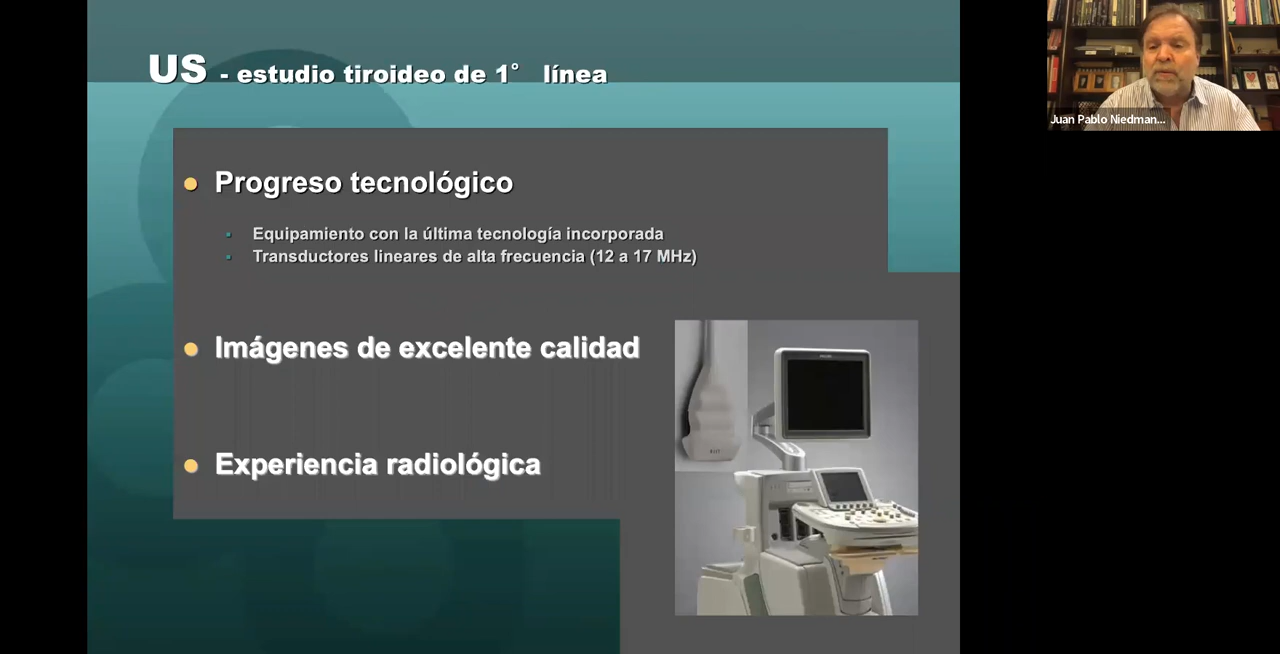 US - estudio tiroideo de 1° línea
Progreso tecnológico
Equipamiento con la última tecnología incorporada
Transductores lineares de alta frecuencia (12 a 17 MHz)
Imágenes de excelente calidad
Experiencia radiológica
Juan Pablo Niedman...